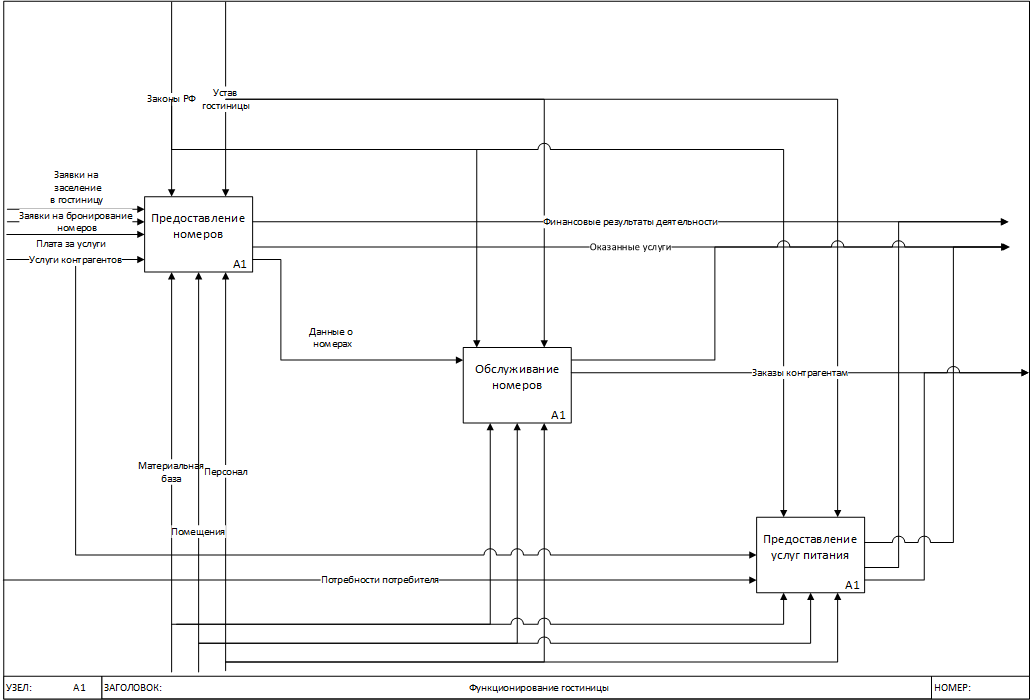 Законы РФ
Устав
гостиницы
Заявки на
заселение
в гостиницу
Заявки на бронирование
номеров
Плата за услуги
Услуги контрагентов
Предоставление
номеров
A1
Финансовые результаты деятельности
Оказанные услуги
Данные о
номерах
Обслуживание
номеров
A1
Заказы контрагентам
Материальная
база
Персонал
Помещения
Предоставление
услуг питания
A1
Потребности потребителя
УЗЕЛ: A1 ЗАГОЛОВОК: Функционирование гостиницы НОМЕР: